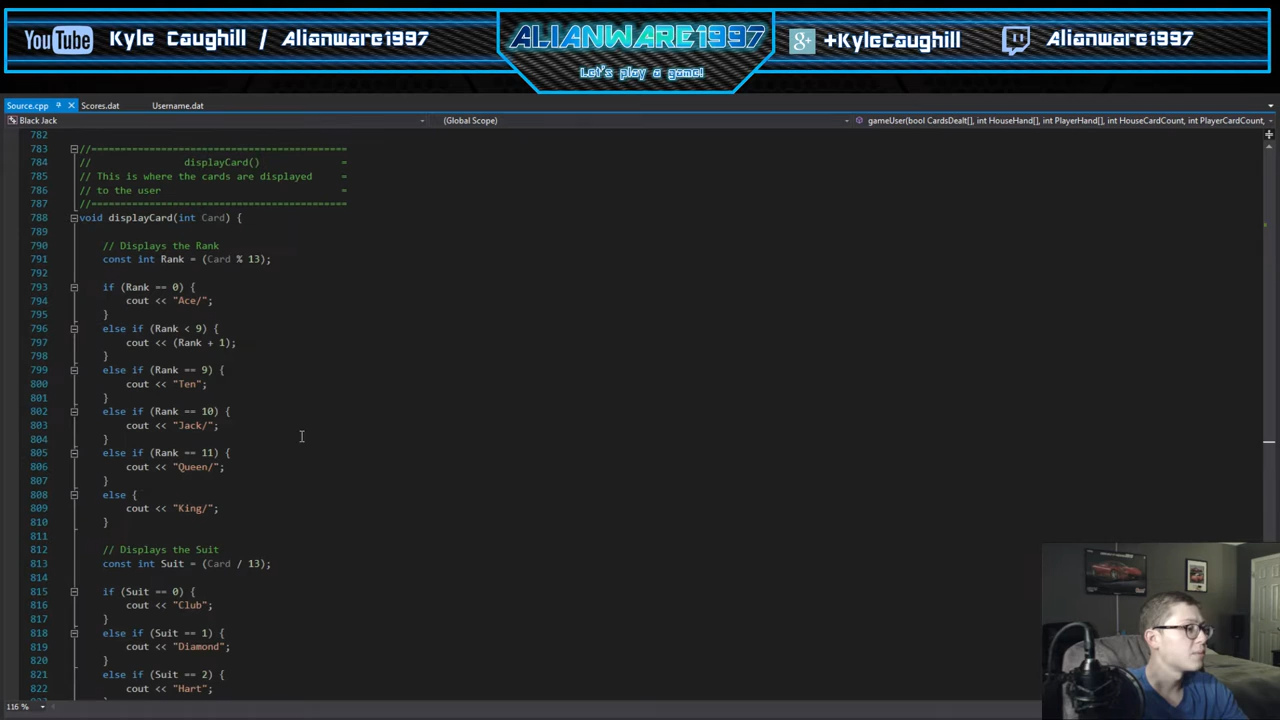 YouTube Kyle Caughill / Alianware1997
ALIANWARE1997
Let's play a game!
g+ +KyleCaughill
Alianware1997
Source.cpp Scores.dat Username.dat
Black Jack (Global Scope) gameUser(bool CardsDealt[], int HouseHand[], int PlayerHand[], int HouseCardCount, int PlayerCardCount,
782
783 //==============================================
784 // displayCard() =
785 // This is where the cards are displayed =
786 // to the user =
787 //==============================================
788 void displayCard(int Card) {
789
790 // Displays the Rank
791 const int Rank = (Card % 13);
792
793 if (Rank == 0) {
794 cout << "Ace/";
795 }
796 else if (Rank < 9) {
797 cout << (Rank + 1);
798 }
799 else if (Rank == 9) {
800 cout << "Ten";
801 }
802 else if (Rank == 10) {
803 cout << "Jack/";
804 }
805 else if (Rank == 11) {
806 cout << "Queen/";
807 }
808 else {
809 cout << "King/";
810 }
811
812 // Displays the Suit
813 const int Suit = (Card / 13);
814
815 if (Suit == 0) {
816 cout << "Club";
817 }
818 else if (Suit == 1) {
819 cout << "Diamond";
820 }
821 else if (Suit == 2) {
822 cout << "Hart";
116 %